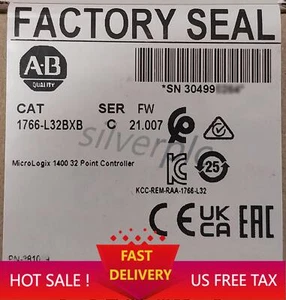 FACTORY SEAL
A-B
QUALITY
*SN 30499
CAT SER FW
1766-L32BXB C 21.007
silverplc
MicroLogix 1400 32 Point Controller
25
KCC-REM-RAA-1766-L32
CE UK CA EAC
FAST
DELIVERY
HOT SALE ! US FREE TAX